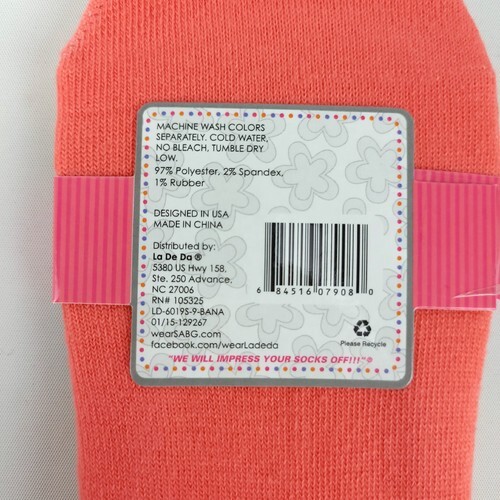 MACHINE WASH COLORS
SEPARATELY. COLD WATER,
NO BLEACH, TUMBLE DRY
LOW.
97% Polyester, 2% Spandex,
1% Rubber
DESIGNED IN USA
MADE IN CHINA
Distributed by:
La De Da ®
5380 US Hwy 158.
Ste. 250 Advance,
NC 27006
RN# 105325
LD-6019S-9-BANA
01/15-129267
wearSABG.com
facebook.com/wearLadeda
6 84516 07908 0
Please Recycle
"WE WILL IMPRESS YOUR SOCKS OFF!!!"®